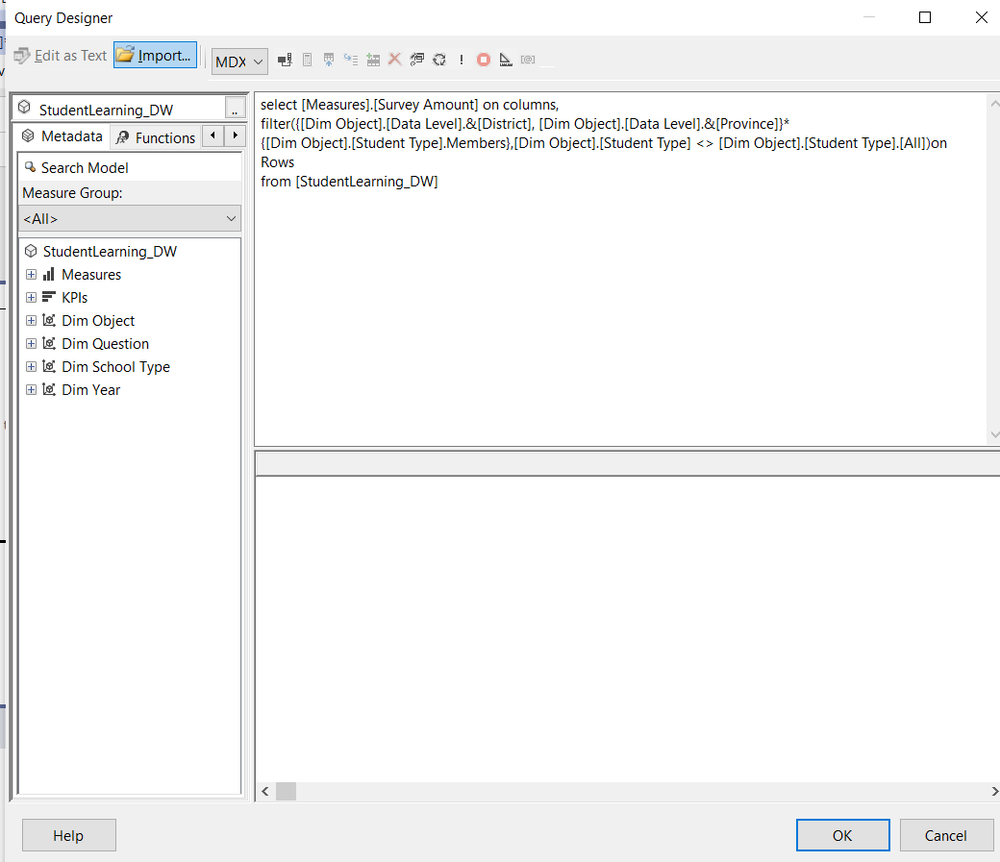 Query Designer
Edit as Text
Import...
MDX
StudentLearning_DW
..
Metadata
Functions
Search Model
Measure Group:
<All>
StudentLearning_DW
Measures
KPIs
Dim Object
Dim Question
Dim School Type
Dim Year
select [Measures].[Survey Amount] on columns,
filter({[Dim Object].[Data Level].&[District], [Dim Object].[Data Level].&[Province]}*
{[Dim Object].[Student Type].Members},[Dim Object].[Student Type] <> [Dim Object].[Student Type].[All])on
Rows
from [StudentLearning_DW]
Help
OK
Cancel